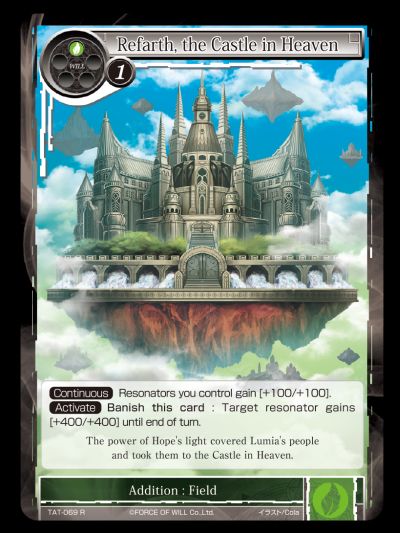 Refarth, the Castle in Heaven
WILL
1
Continuous Resonators you control gain [+100/+100].
Activate Banish this card : Target resonator gains
[+400/+400] until end of turn.
The power of Hope's light covered Lumia's people
and took them to the Castle in Heaven.
Addition : Field
TAT-069 R ©FORCE OF WILL Co.,Ltd. イラスト/Cola